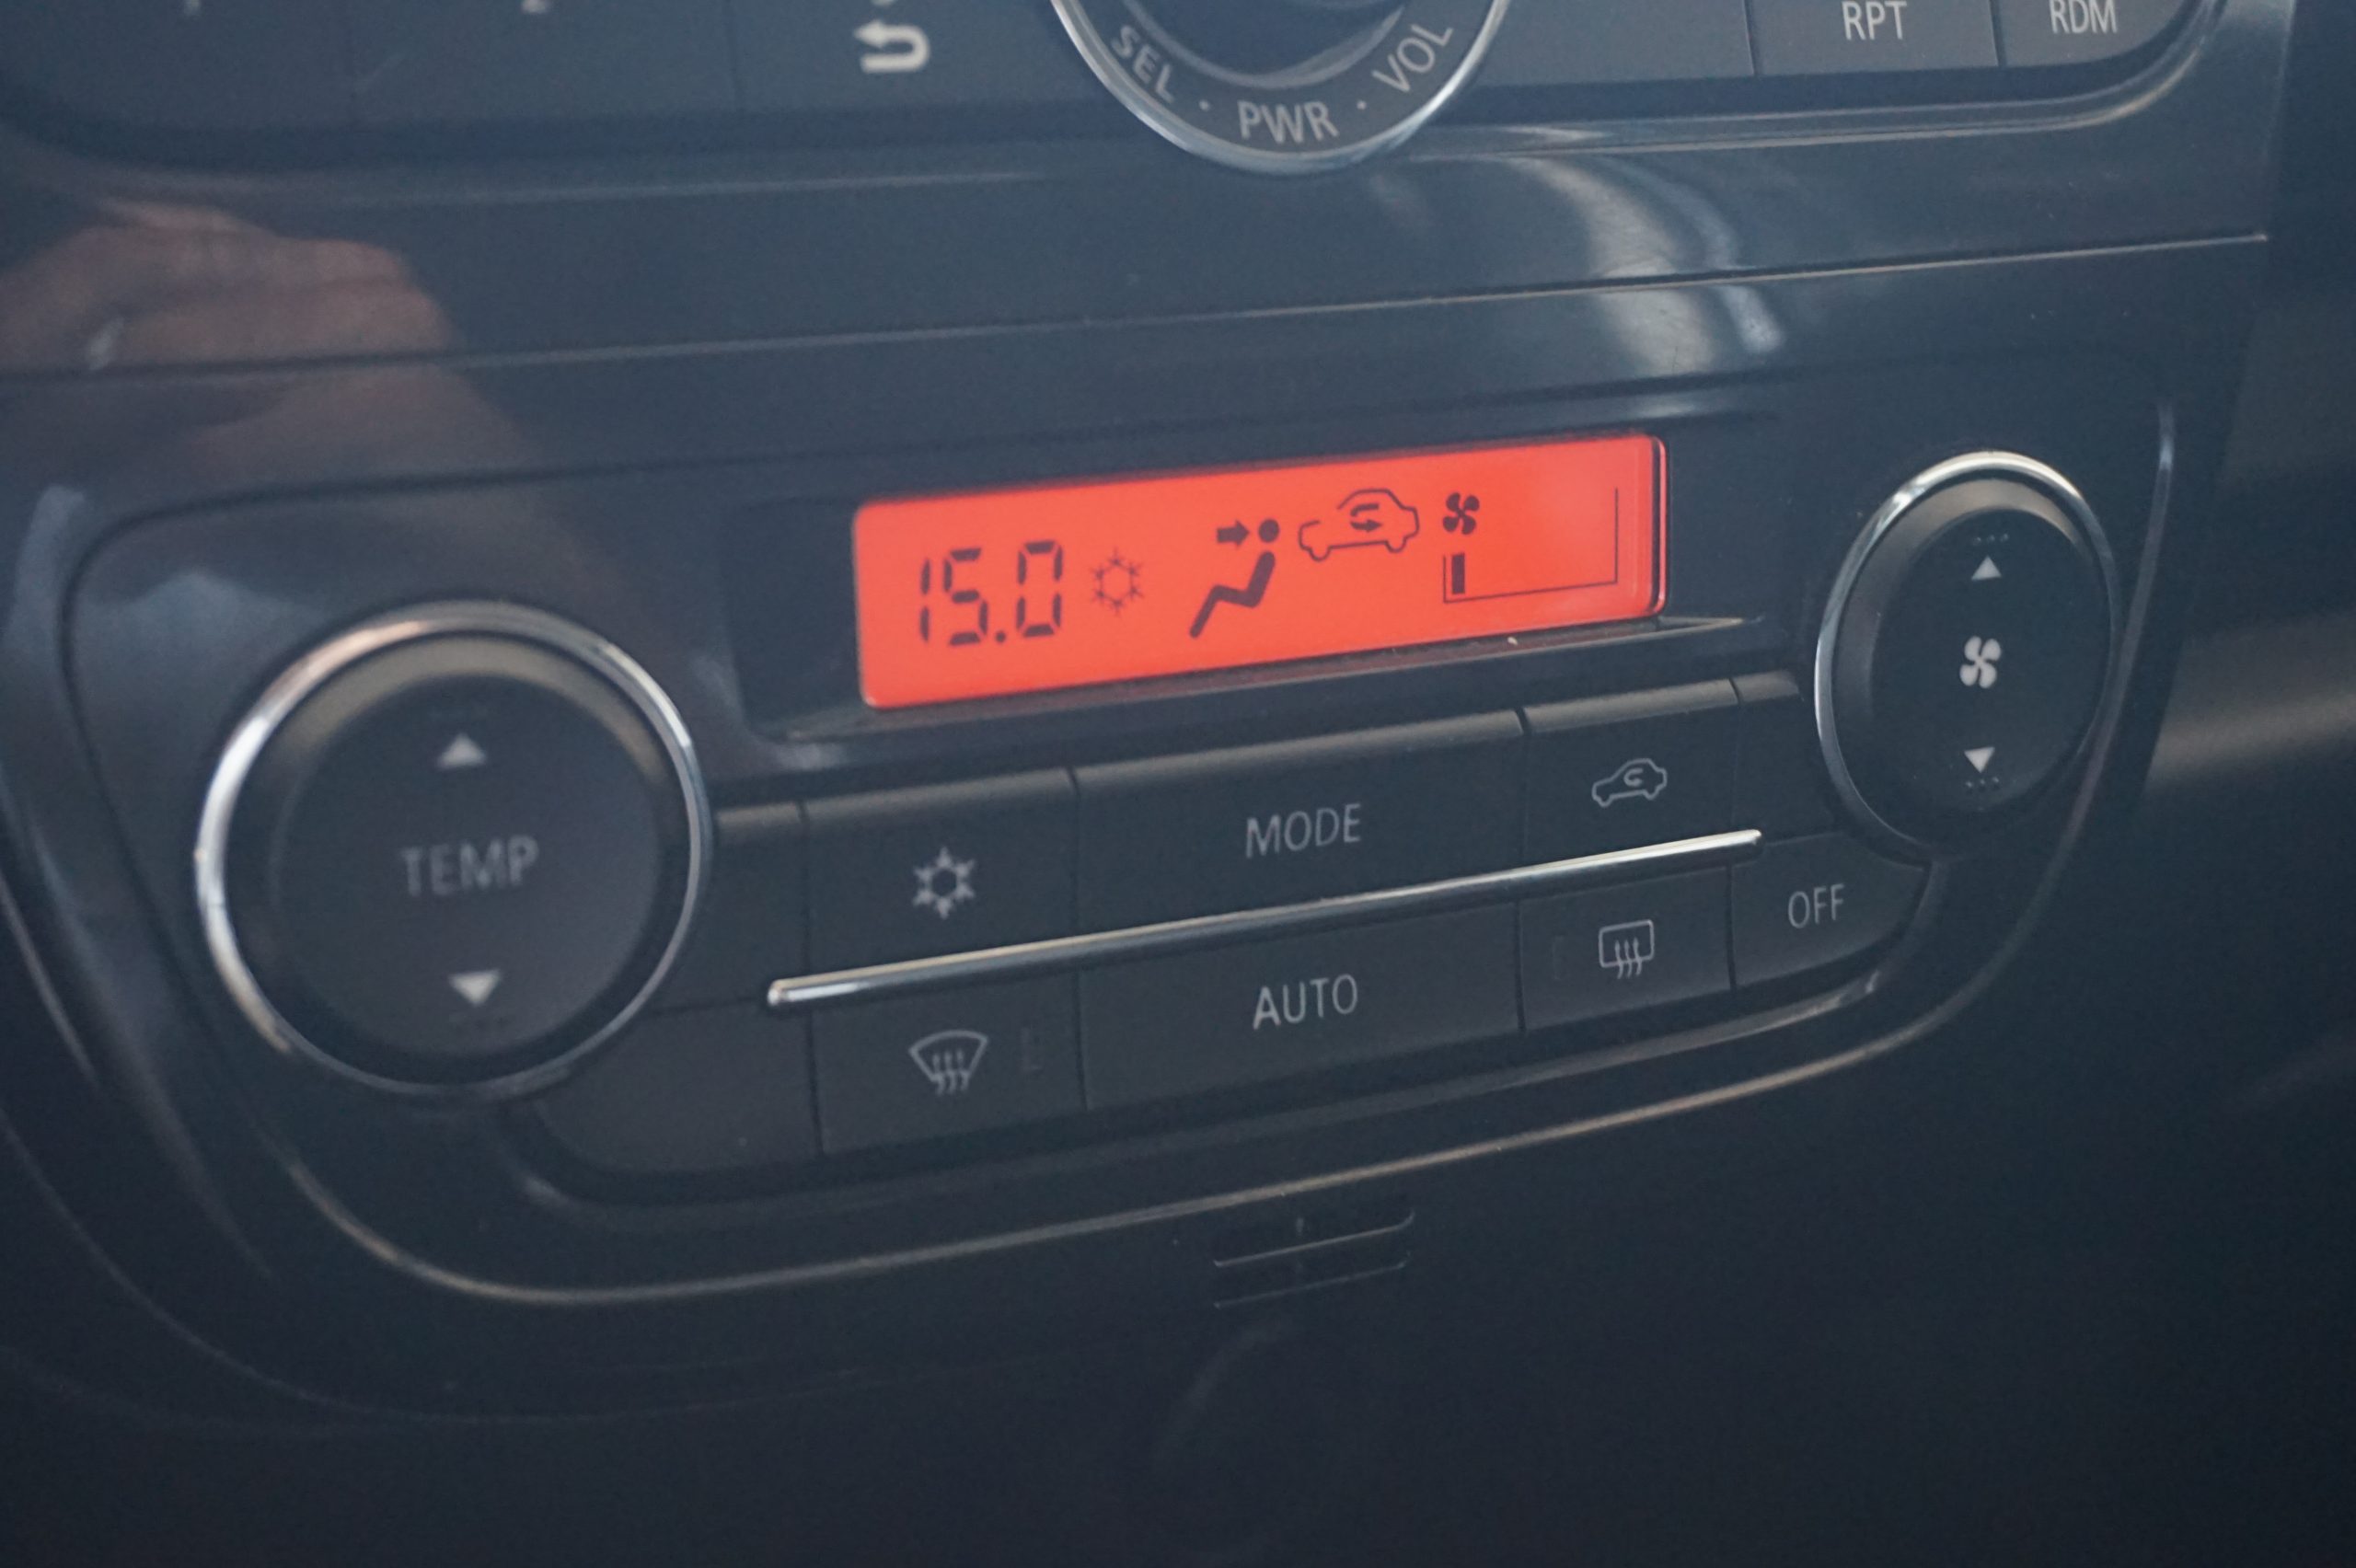 RPT RDM
SEL · PWR · VOL
15.0
TEMP
MODE
AUTO
OFF